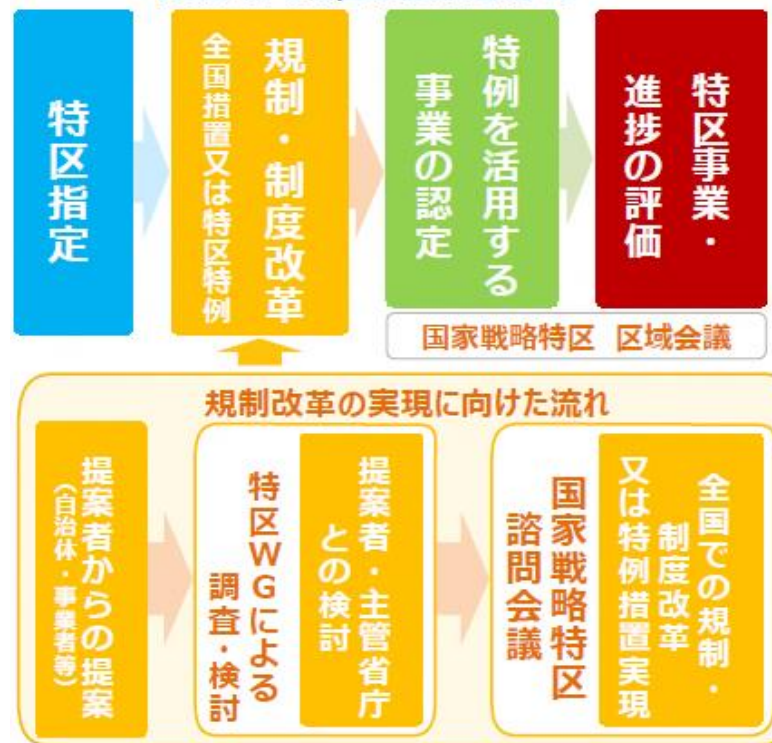 特区指定
規制・制度改革
全国措置又は特区特例
特例を活用する
事業の認定
特区事業・
進捗の評価
国家戦略特区 区域会議
規制改革の実現に向けた流れ
提案者からの提案
（自治体・事業者等）
特区WGによる
調査・検討
提案者・主管省庁
との検討
国家戦略特区
諮問会議
全国での規制・
制度改革
又は特例措置実現